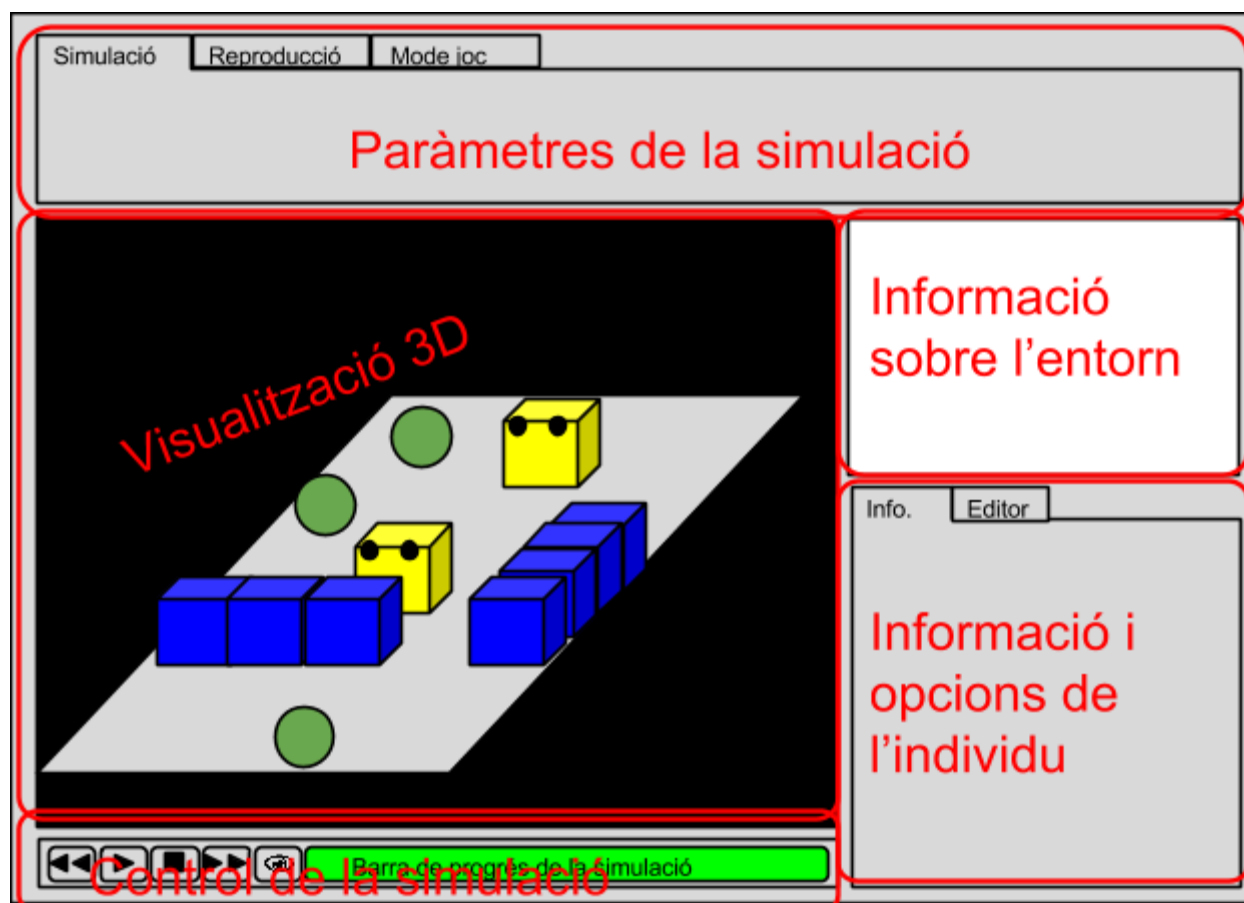 Simulació Reproducció Mode joc
Paràmetres de la simulació
Visualització 3D
Informació
sobre l'entorn
Info. Editor
Informació i
opcions de
l'individu
Barra de progrés de la simulació
Control de la simulació